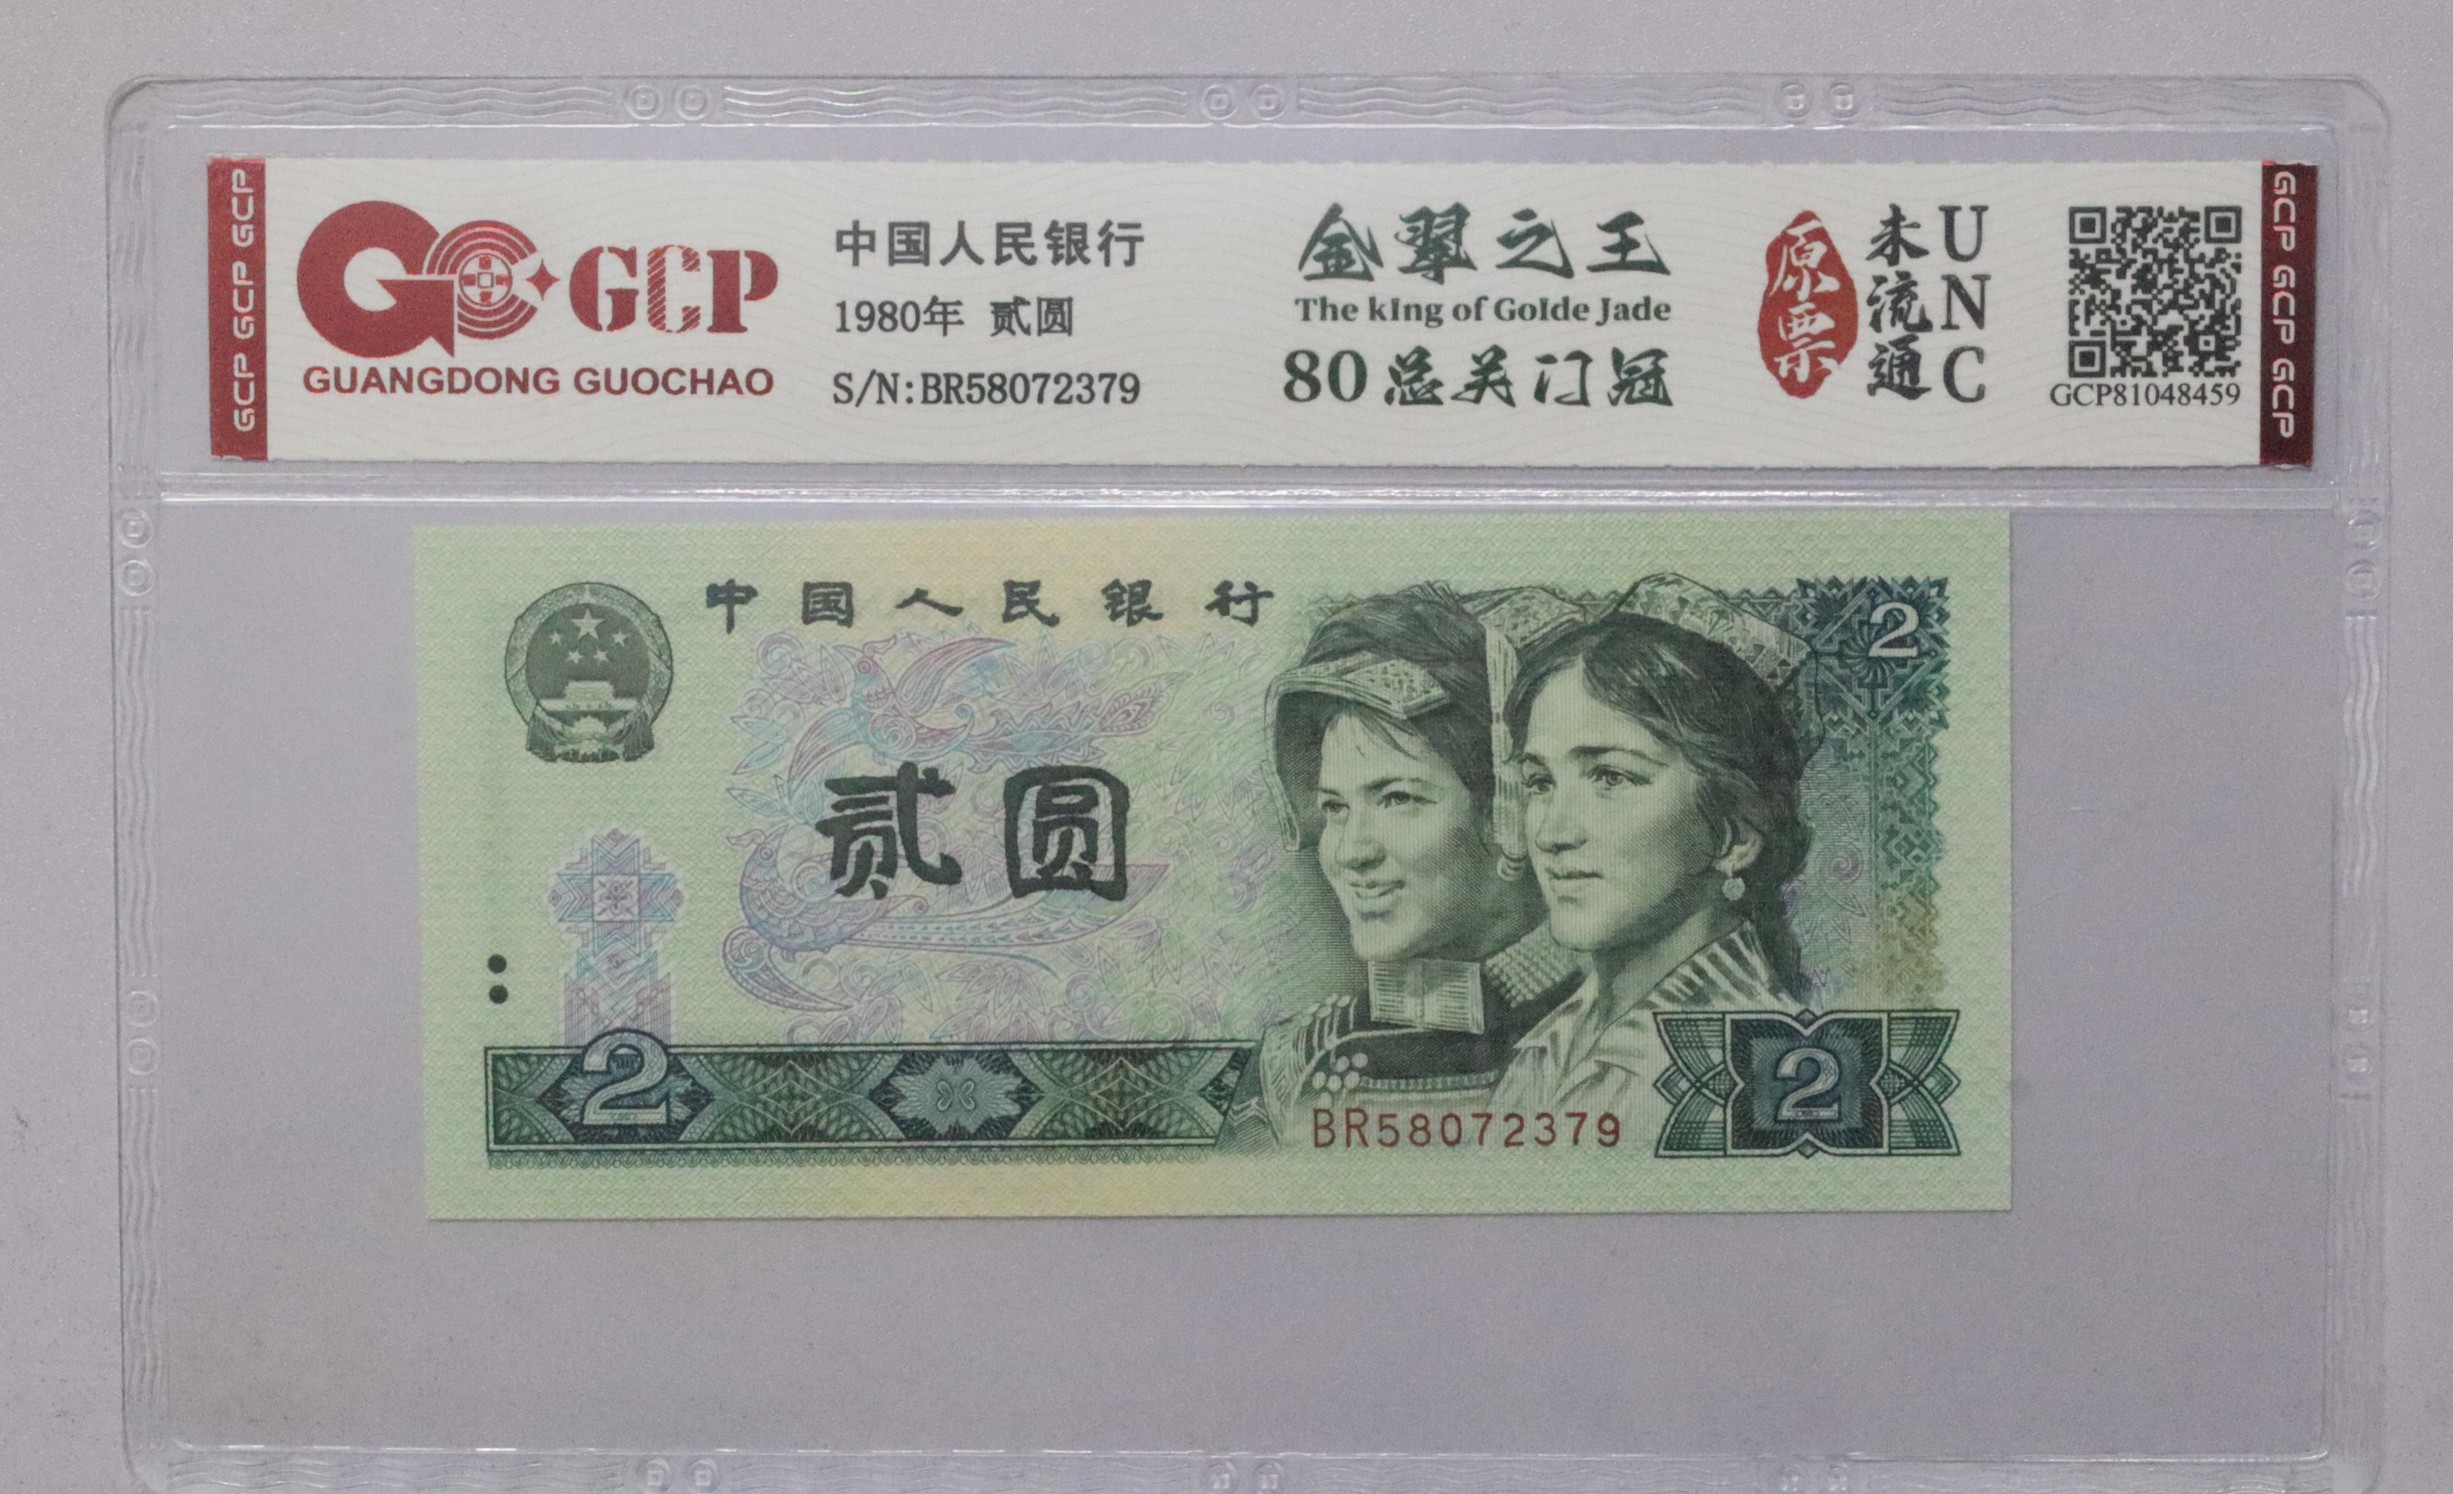 GCP GCP GCP
GCP
GUANGDONG GUOCHAO
中国人民银行
1980年 贰圆
S/N:BR58072379
金翠之王
The kIng of Golde Jade
80总关门冠
原票
未流通
UNC
GCP81048459
GCP GCP GCP
中国人民银行
2
贰圆
2
BR58072379
2